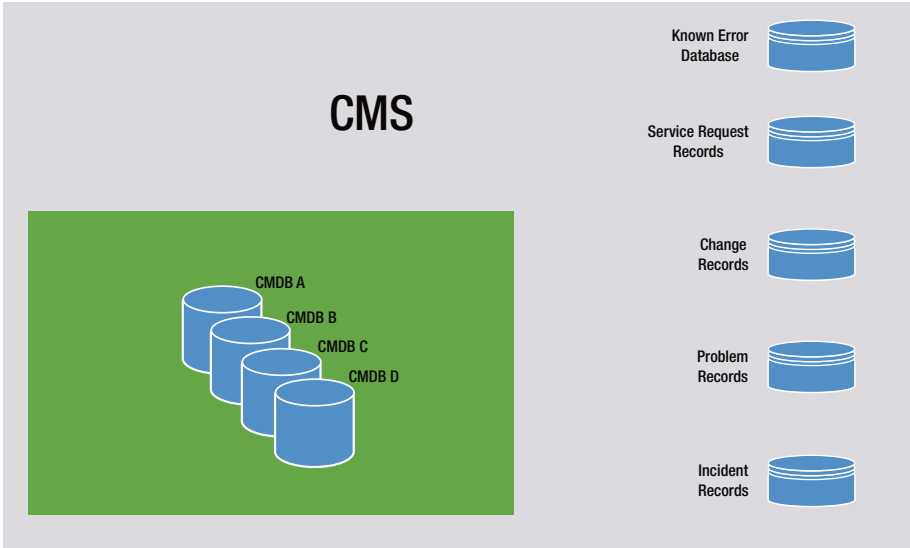 CMS
CMDB A
CMDB B
CMDB C
CMDB D
Known Error
Database
Service Request
Records
Change
Records
Problem
Records
Incident
Records